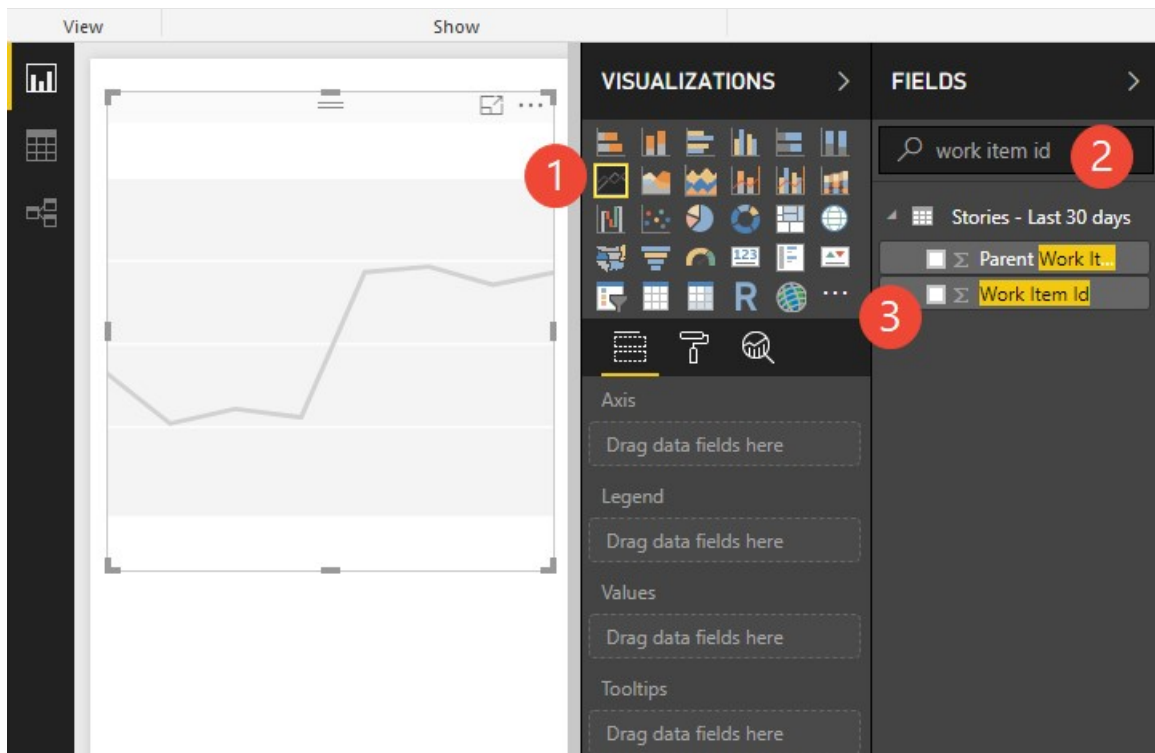 View
Show
VISUALIZATIONS
FIELDS
1
work item id
2
Stories - Last 30 days
Parent Work It...
Work Item Id
123
R
3
Axis
Drag data fields here
Legend
Drag data fields here
Values
Drag data fields here
Tooltips
Drag data fields here